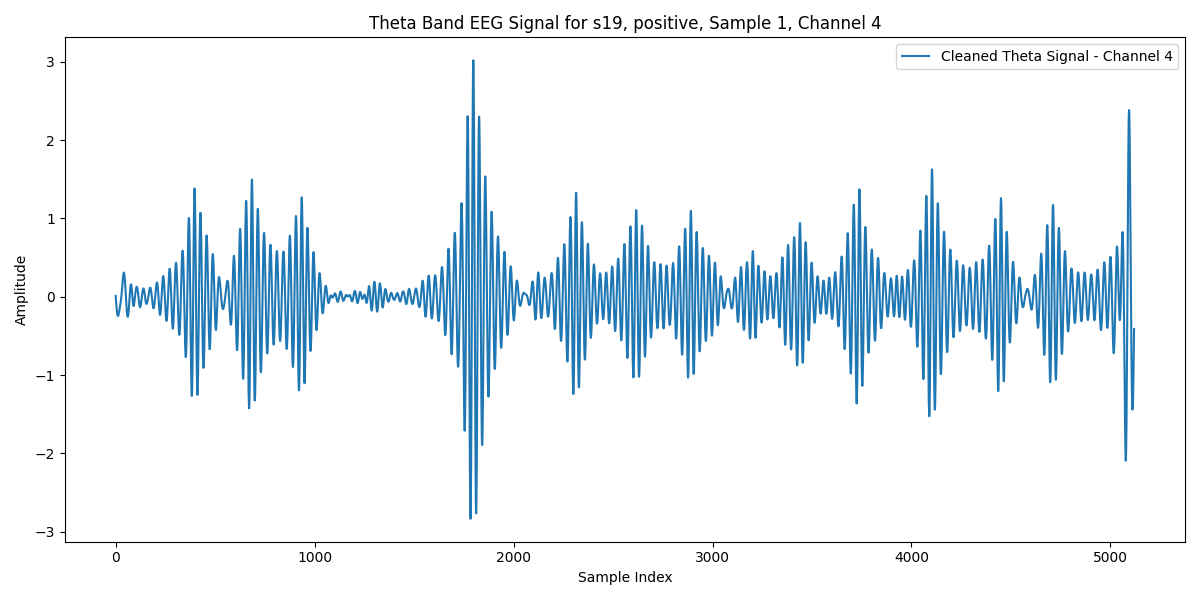 Theta Band EEG Signal for s19, positive, Sample 1, Channel 4
Cleaned Theta Signal - Channel 4
Amplitude
3
2
1
0
−1
−2
−3
0 1000 2000 3000 4000 5000
Sample Index